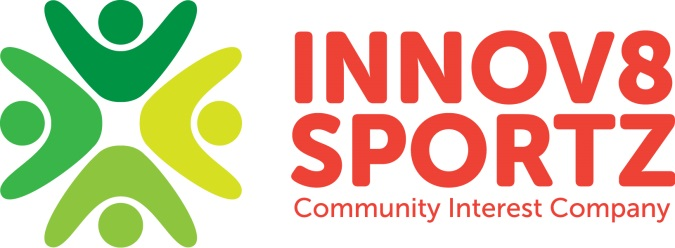 INNOV8
SPORTZ
Community Interest Company